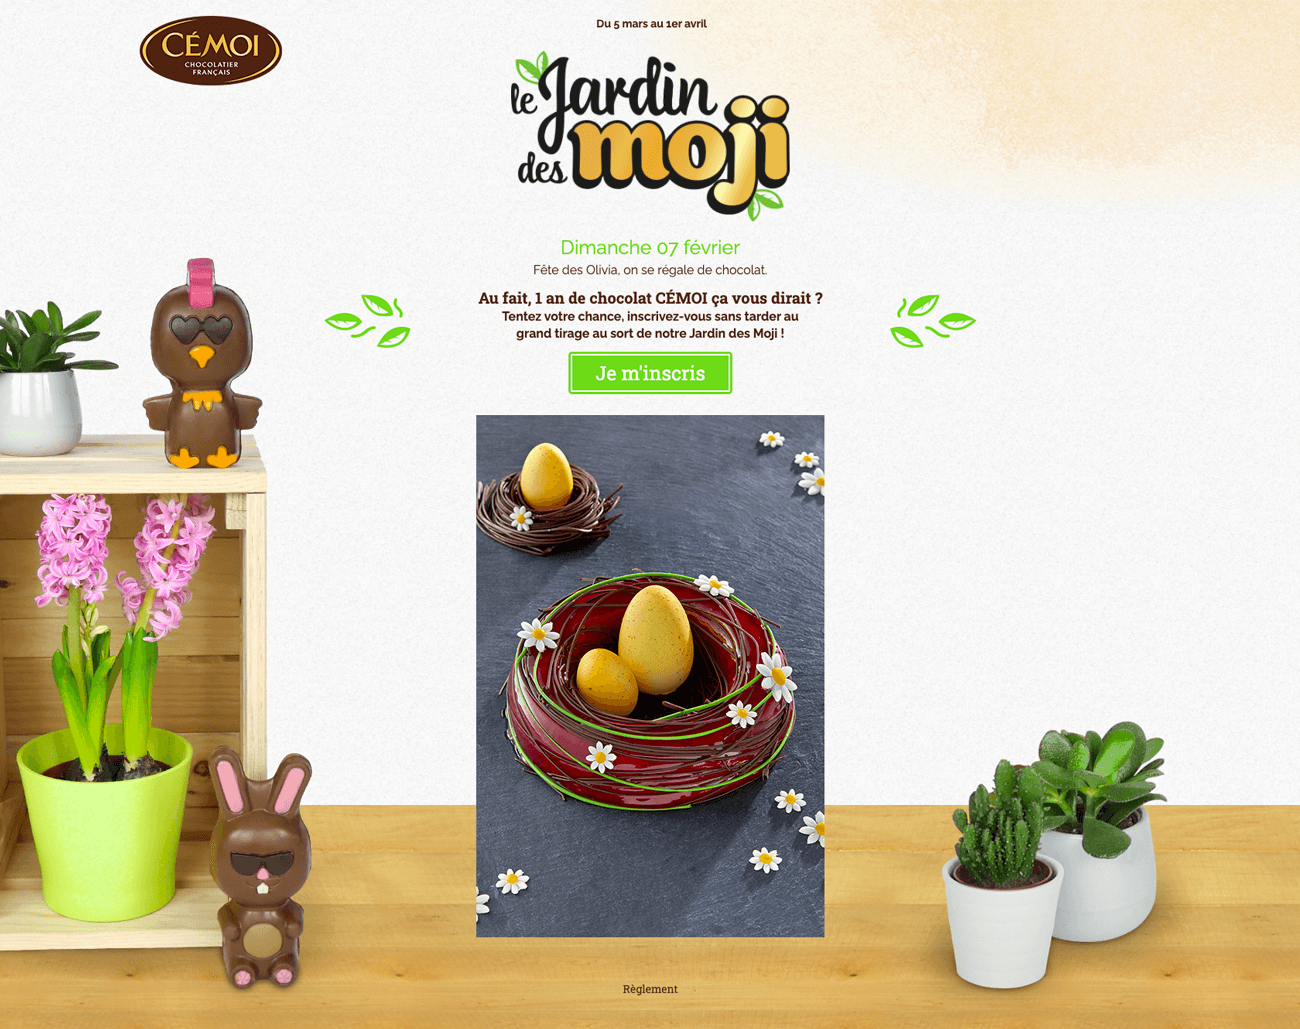 CÉMOI
CHOCOLATIER
FRANÇAIS
Du 5 mars au 1er avril
le Jardin
des moji
Dimanche 07 février
Fête des Olivia, on se régale de chocolat.
Au fait, 1 an de chocolat CÉMOI ça vous dirait ?
Tentez votre chance, inscrivez-vous sans tarder au
grand tirage au sort de notre Jardin des Moji !
Je m'inscris
Règlement